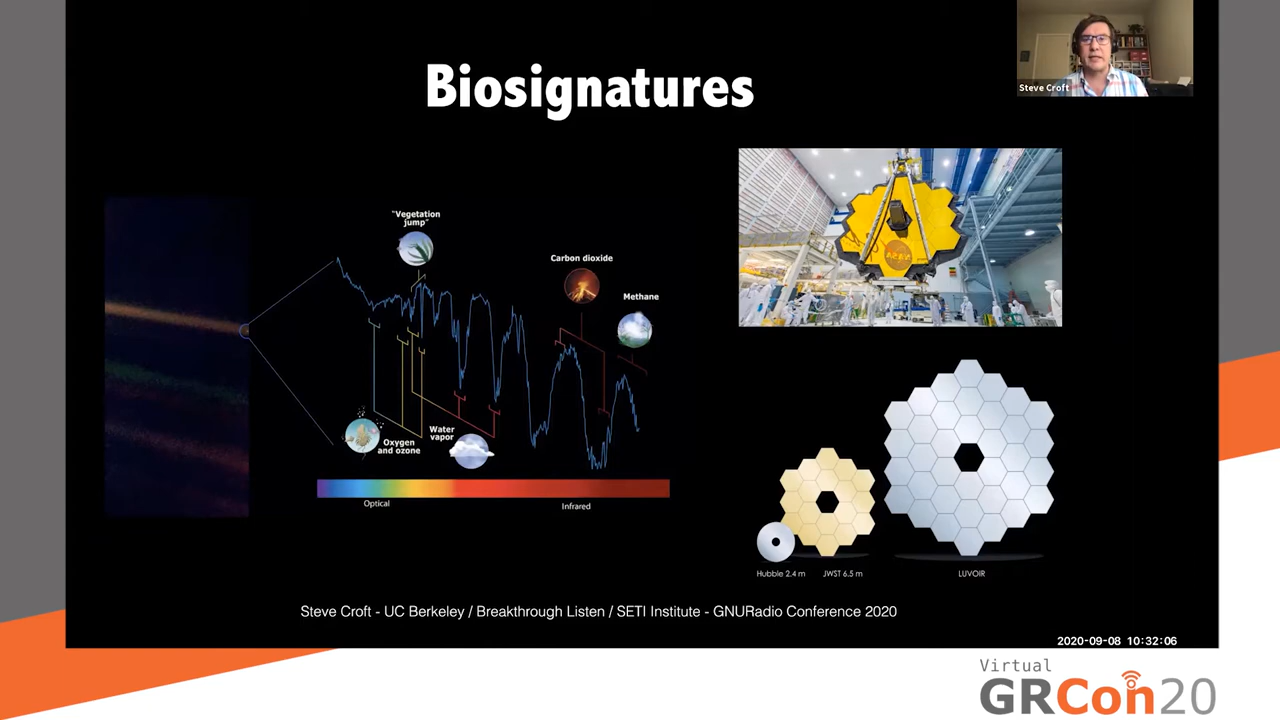 Biosignatures
Steve Croft
"Vegetation
jump"
Carbon dioxide
Methane
Oxygen
and ozone
Water
vapor
Optical
Infrared
NASA
Hubble 2.4 m
JWST 6.5 m
LUVOIR
Steve Croft - UC Berkeley / Breakthrough Listen / SETI Institute - GNURadio Conference 2020
2020-09-08 10:32:06
Virtual
GRCon20